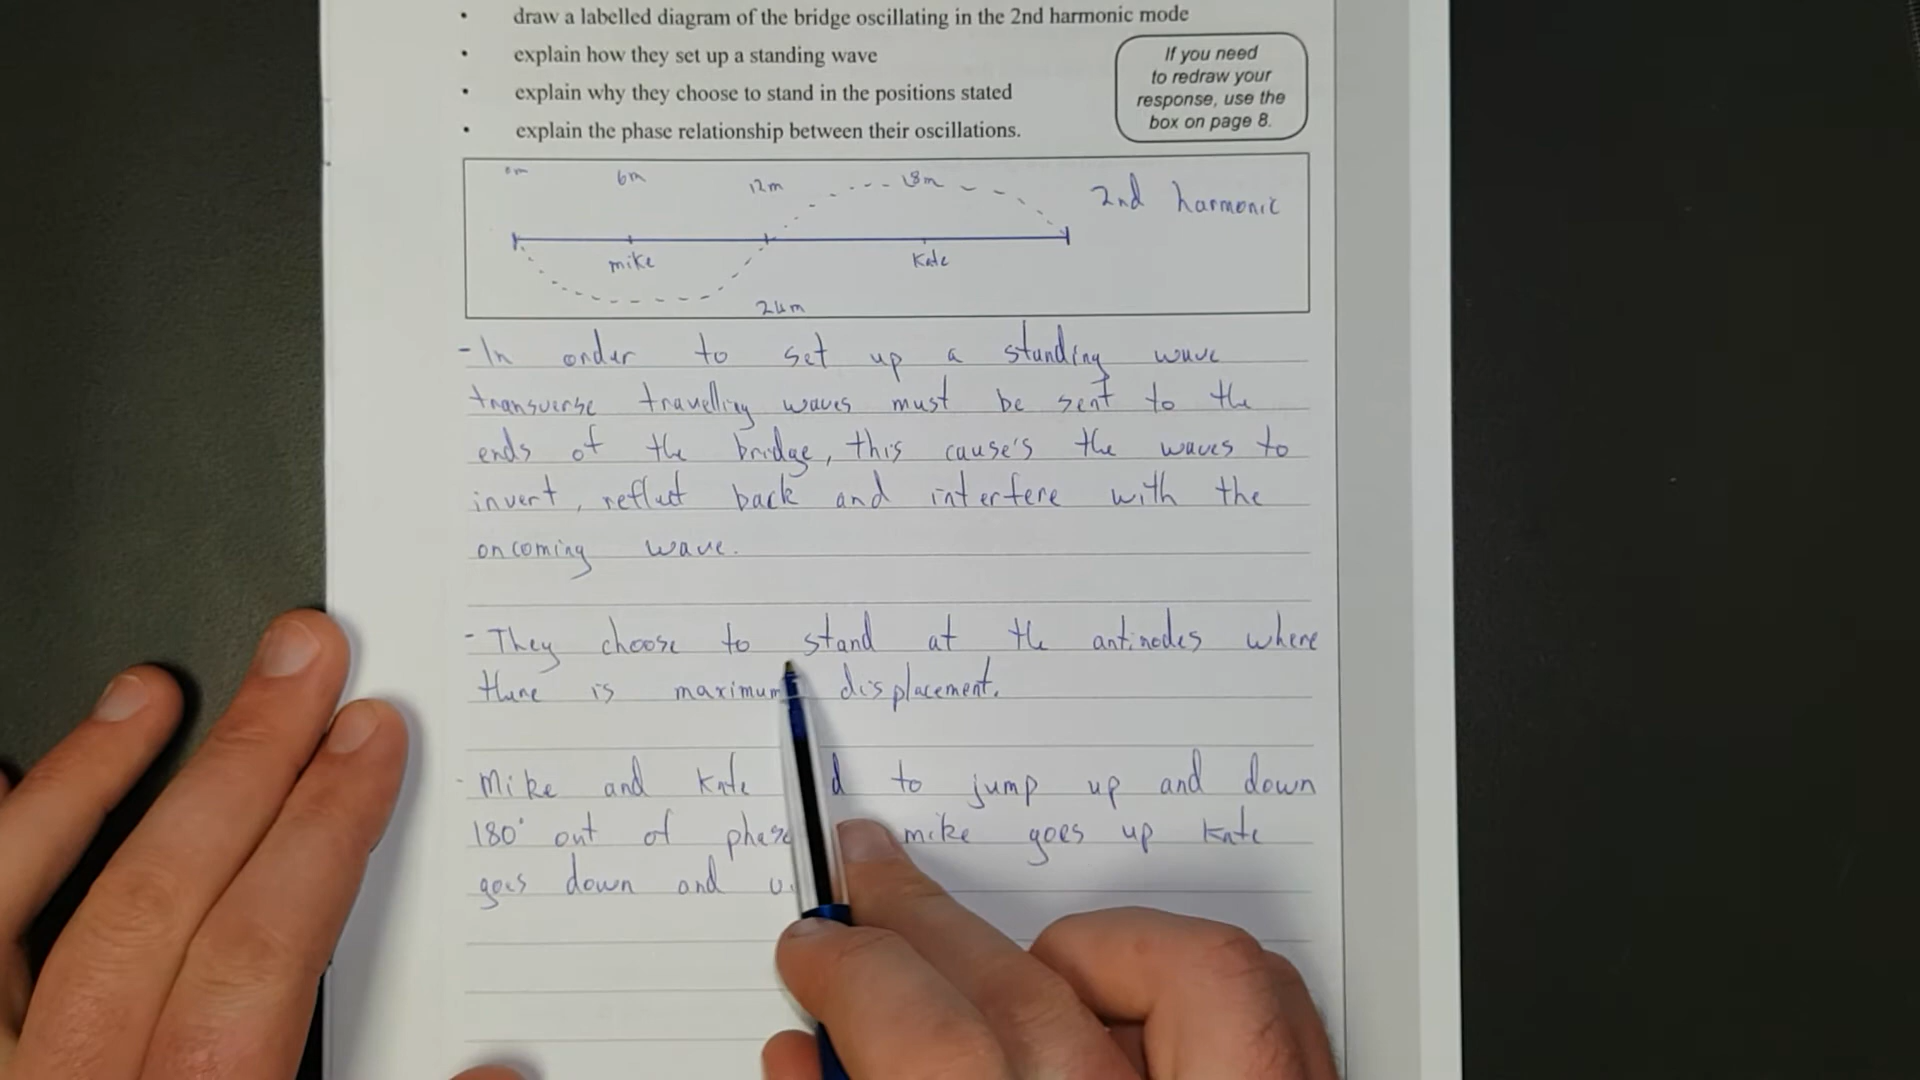 • draw a labelled diagram of the bridge oscillating in the 2nd harmonic mode
• explain how they set up a standing wave
• explain why they choose to stand in the positions stated
• explain the phase relationship between their oscillations.
If you need
to redraw your
response, use the
box on page 8.
0m 6m 12m 18m
2nd harmonic
mike Kate
24m
- In order to set up a standing wave
transverse travelling waves must be sent to the
ends of the bridge, this cause's the waves to
invert, reflect back and interfere with the
oncoming wave.
- They choose to stand at the antinodes where
there is maximum displacement.
- Mike and Kate to jump up and down
180° out of phase mike goes up Kate
goes down and